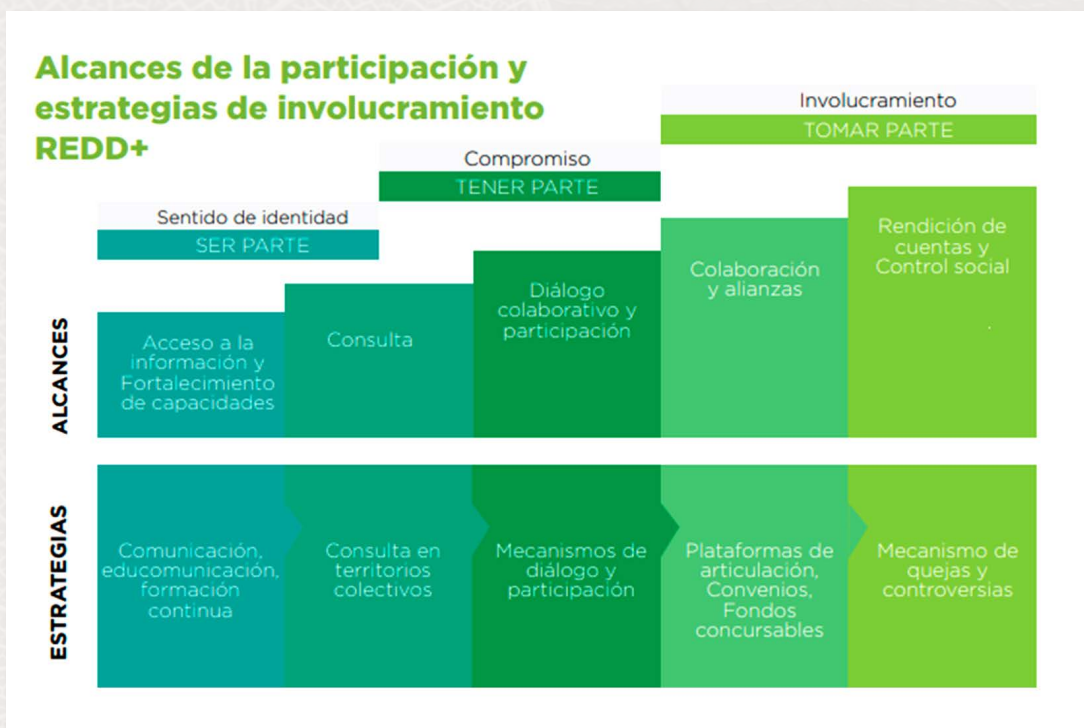 Alcances de la participación y
estrategias de involucramiento
REDD+
Sentido de identidad
SER PARTE
Compromiso
TENER PARTE
Involucramiento
TOMAR PARTE
ALCANCES
Acceso a la
información y
Fortalecimiento
de capacidades
Consulta
Diálogo
colaborativo y
participación
Colaboración
y alianzas
Rendición de
cuentas y
Control social
ESTRATEGIAS
Comunicación,
educomunicación,
formación
continua
Consulta en
territorios
colectivos
Mecanismos de
diálogo y
participación
Plataformas de
articulación,
Convenios,
Fondos
concursables
Mecanismo de
quejas y
controversias